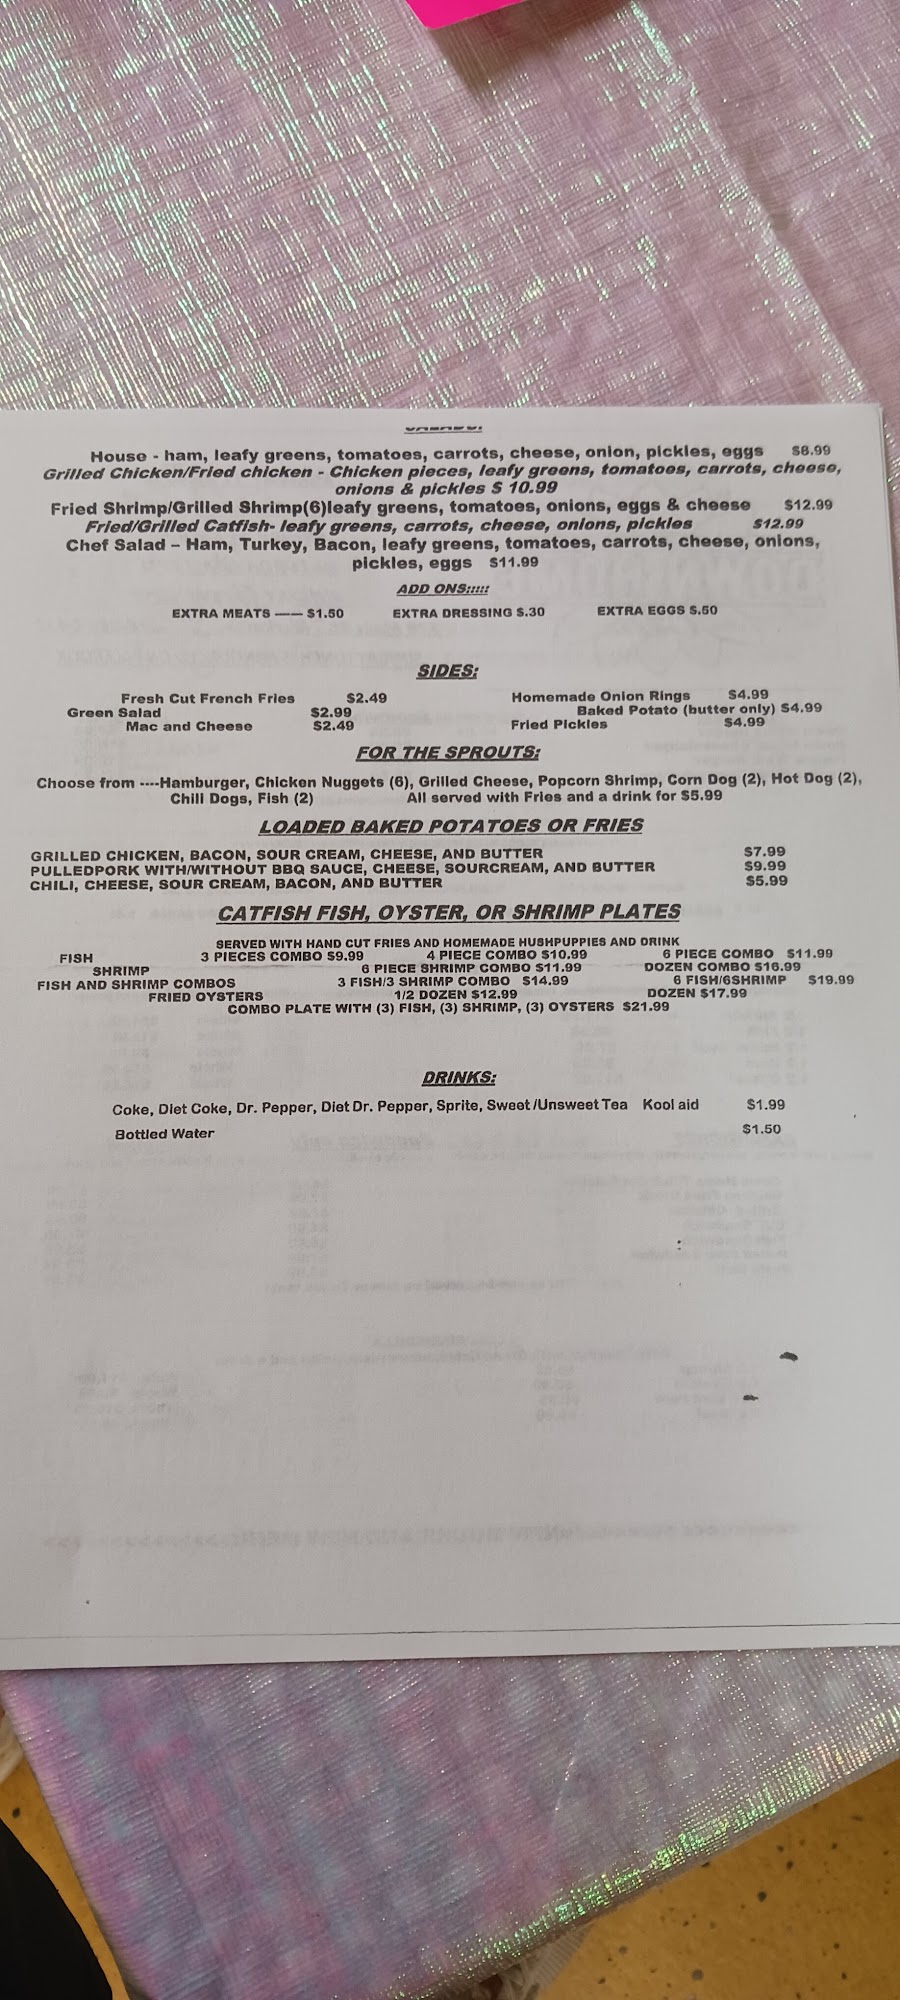 House - ham, leafy greens, tomatoes, carrots, cheese, onion, pickles, eggs $8.99
Grilled Chicken/Fried chicken - Chicken pieces, leafy greens, tomatoes, carrots, cheese,
onions & pickles $ 10.99
Fried Shrimp/Grilled Shrimp(6)leafy greens, tomatoes, onions, eggs & cheese $12.99
Fried/Grilled Catfish- leafy greens, carrots, cheese, onions, pickles $12.99
Chef Salad – Ham, Turkey, Bacon, leafy greens, tomatoes, carrots, cheese, onions,
pickles, eggs $11.99
ADD ONS:::::
EXTRA MEATS —— $1.50 EXTRA DRESSING $.30 EXTRA EGGS $.50
SIDES:
Fresh Cut French Fries $2.49 Homemade Onion Rings $4.99
Green Salad $2.99 Baked Potato (butter only) $4.99
Mac and Cheese $2.49 Fried Pickles $4.99
FOR THE SPROUTS:
Choose from ----Hamburger, Chicken Nuggets (6), Grilled Cheese, Popcorn Shrimp, Corn Dog (2), Hot Dog (2),
Chili Dogs, Fish (2) All served with Fries and a drink for $5.99
LOADED BAKED POTATOES OR FRIES
GRILLED CHICKEN, BACON, SOUR CREAM, CHEESE, AND BUTTER $7.99
PULLEDPORK WITH/WITHOUT BBQ SAUCE, CHEESE, SOURCREAM, AND BUTTER $9.99
CHILI, CHEESE, SOUR CREAM, BACON, AND BUTTER $5.99
CATFISH FISH, OYSTER, OR SHRIMP PLATES
SERVED WITH HAND CUT FRIES AND HOMEMADE HUSHPUPPIES AND DRINK
FISH 3 PIECES COMBO $9.99 4 PIECE COMBO $10.99 6 PIECE COMBO $11.99
SHRIMP 6 PIECE SHRIMP COMBO $11.99 DOZEN COMBO $16.99
FISH AND SHRIMP COMBOS 3 FISH/3 SHRIMP COMBO $14.99 6 FISH/6SHRIMP $19.99
FRIED OYSTERS 1/2 DOZEN $12.99 DOZEN $17.99
COMBO PLATE WITH (3) FISH, (3) SHRIMP, (3) OYSTERS $21.99
DRINKS:
Coke, Diet Coke, Dr. Pepper, Diet Dr. Pepper, Sprite, Sweet/Unsweet Tea Kool aid $1.99
Bottled Water $1.50